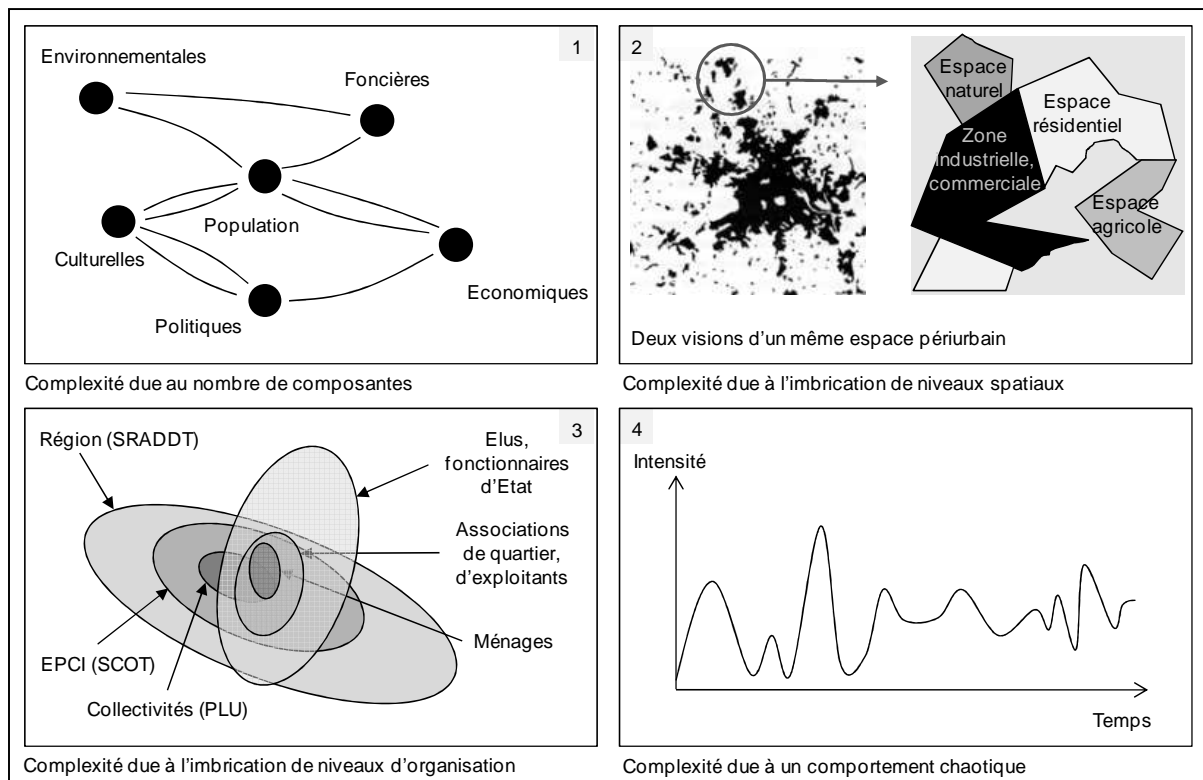 1
Environnementales
Foncières
Population
Culturelles
Economiques
Politiques
Complexité due au nombre de composantes
2
Espace
naturel
Espace
résidentiel
Zone
industrielle,
commerciale
Espace
agricole
Deux visions d'un même espace périurbain
Complexité due à l'imbrication de niveaux spatiaux
3
Région (SRADDT)
Elus,
fonctionnaires
d'Etat
Associations
de quartier,
d'exploitants
Ménages
EPCI (SCOT)
Collectivités (PLU)
Complexité due à l'imbrication de niveaux d'organisation
4
Intensité
Temps
Complexité due à un comportement chaotique